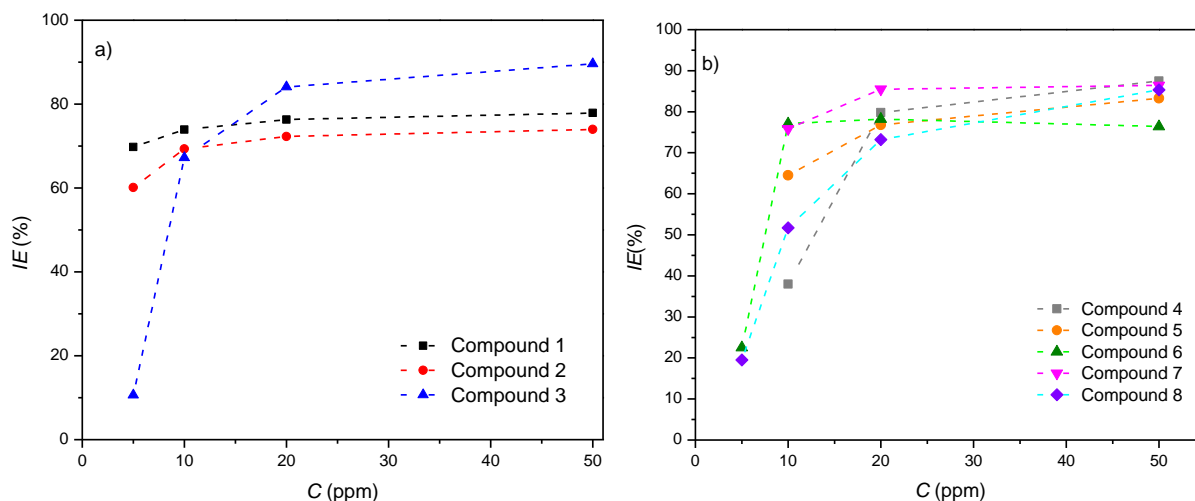 a)
100
80
60
40
20
0
IE (%)
0 10 20 30 40 50
C (ppm)
Compound 1
Compound 2
Compound 3
b)
100
90
80
70
60
50
40
30
20
10
0
IE(%)
0 10 20 30 40 50
C (ppm)
Compound 4
Compound 5
Compound 6
Compound 7
Compound 8